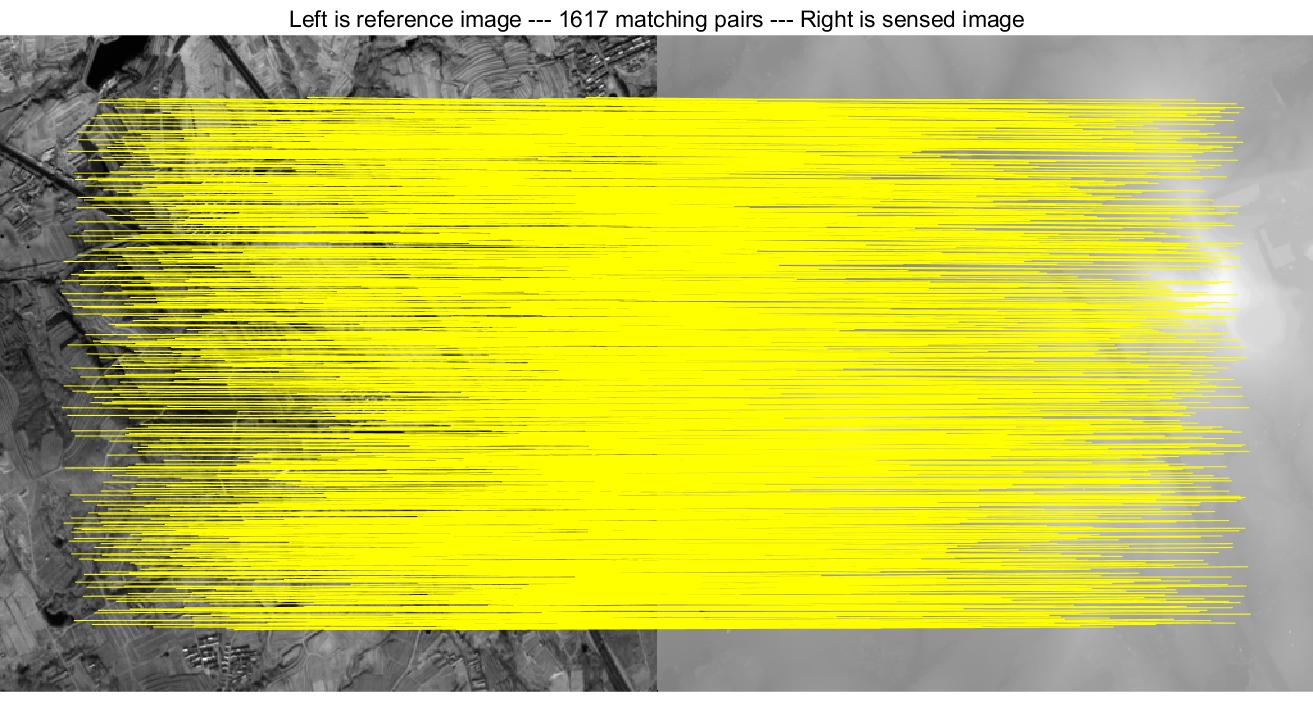 Left is reference image --- 1617 matching pairs --- Right is sensed image